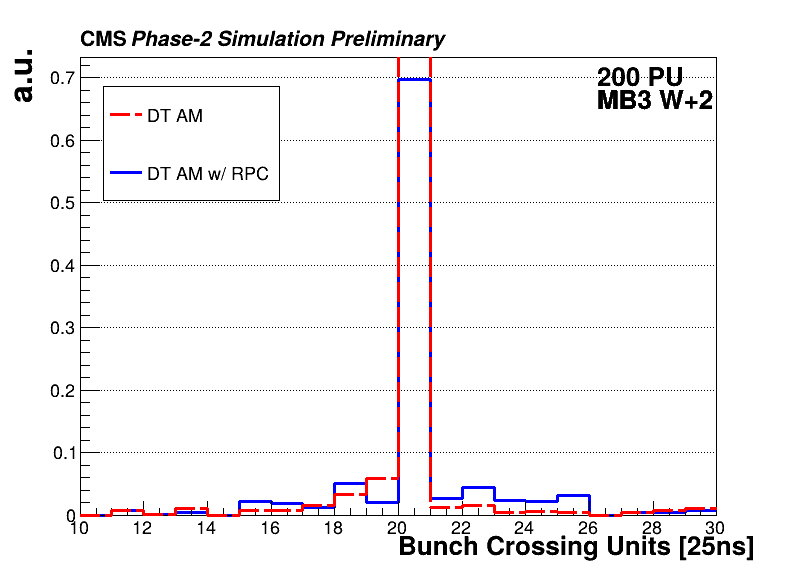 CMS Phase-2 Simulation Preliminary
a.u.
200 PU
MB3 W+2
DT AM
DT AM w/ RPC
0.7
0.6
0.5
0.4
0.3
0.2
0.1
0
10 12 14 16 18 20 22 24 26 28 30
Bunch Crossing Units [25ns]